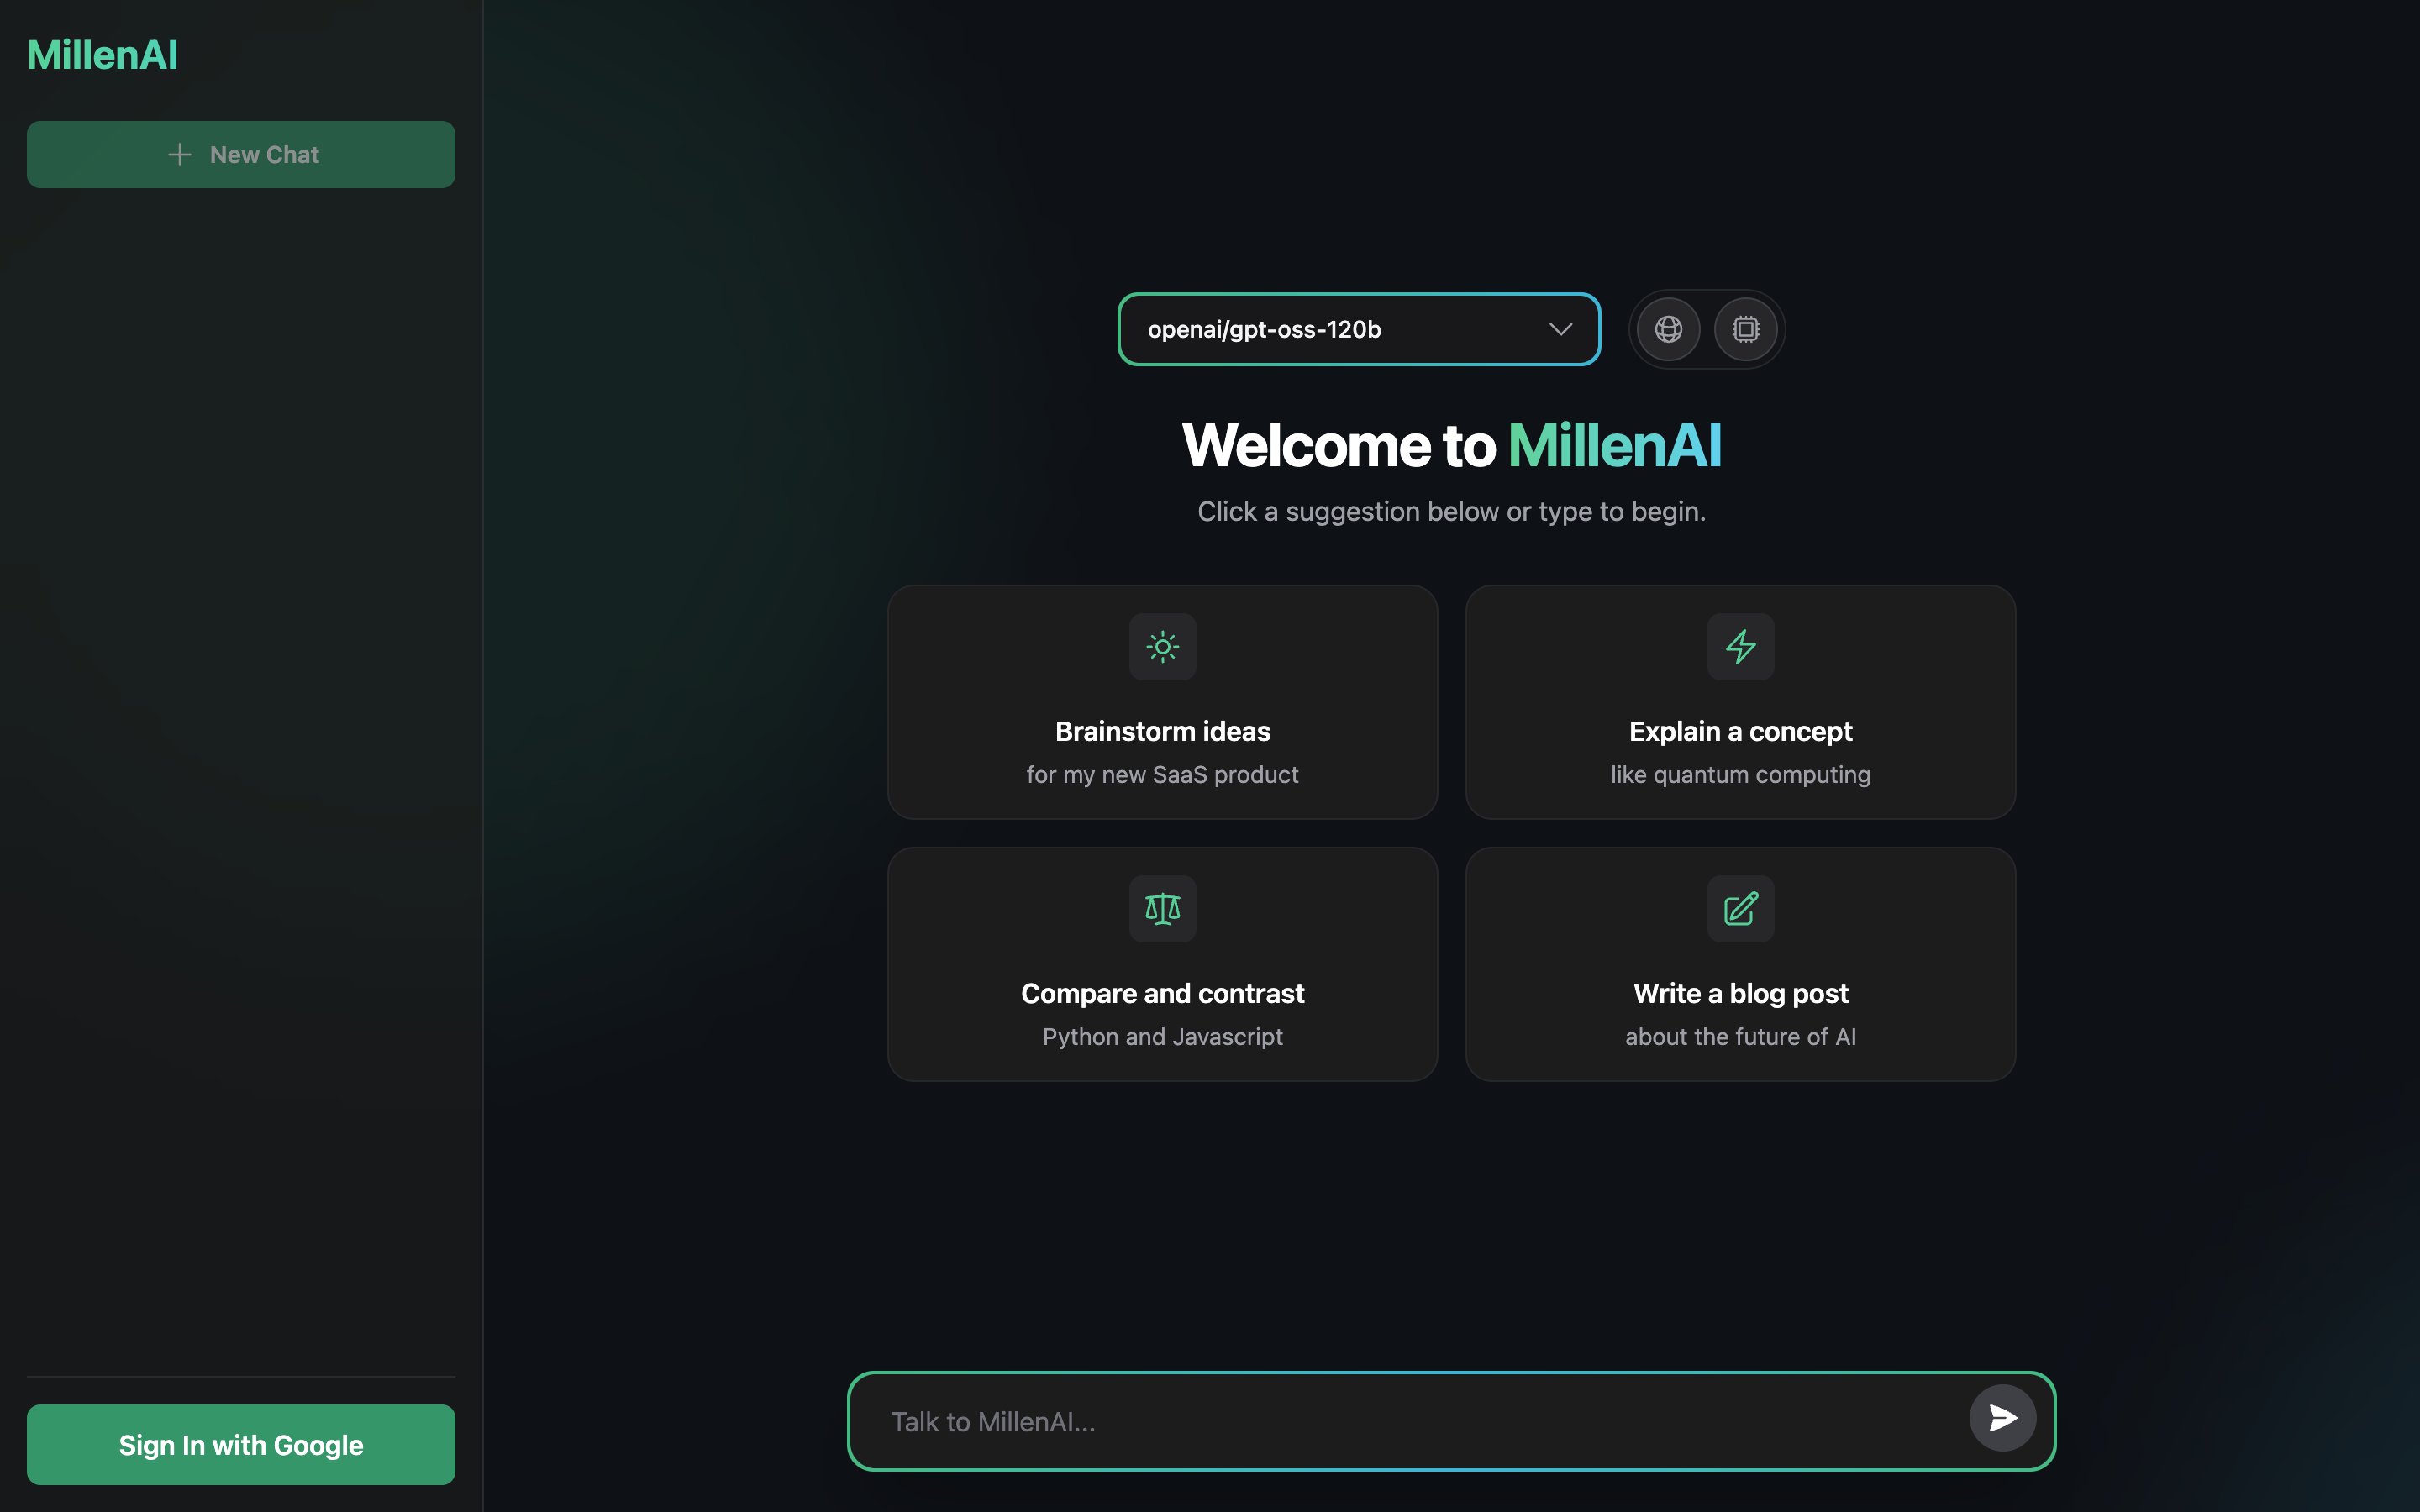 MillenAI
New Chat
openai/gpt-oss-120b
Welcome to MillenAI
Click a suggestion below or type to begin.
Brainstorm ideas
for my new SaaS product
Explain a concept
like quantum computing
Compare and contrast
Python and Javascript
Write a blog post
about the future of AI
Talk to MillenAI...
Sign In with Google